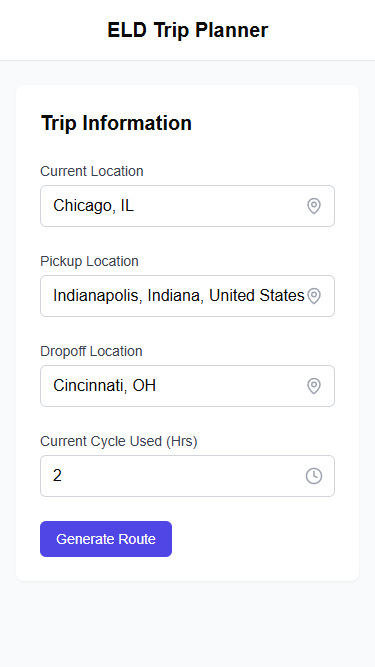 ELD Trip Planner
Trip Information
Current Location
Chicago, IL
Pickup Location
Indianapolis, Indiana, United States
Dropoff Location
Cincinnati, OH
Current Cycle Used (Hrs)
2
Generate Route